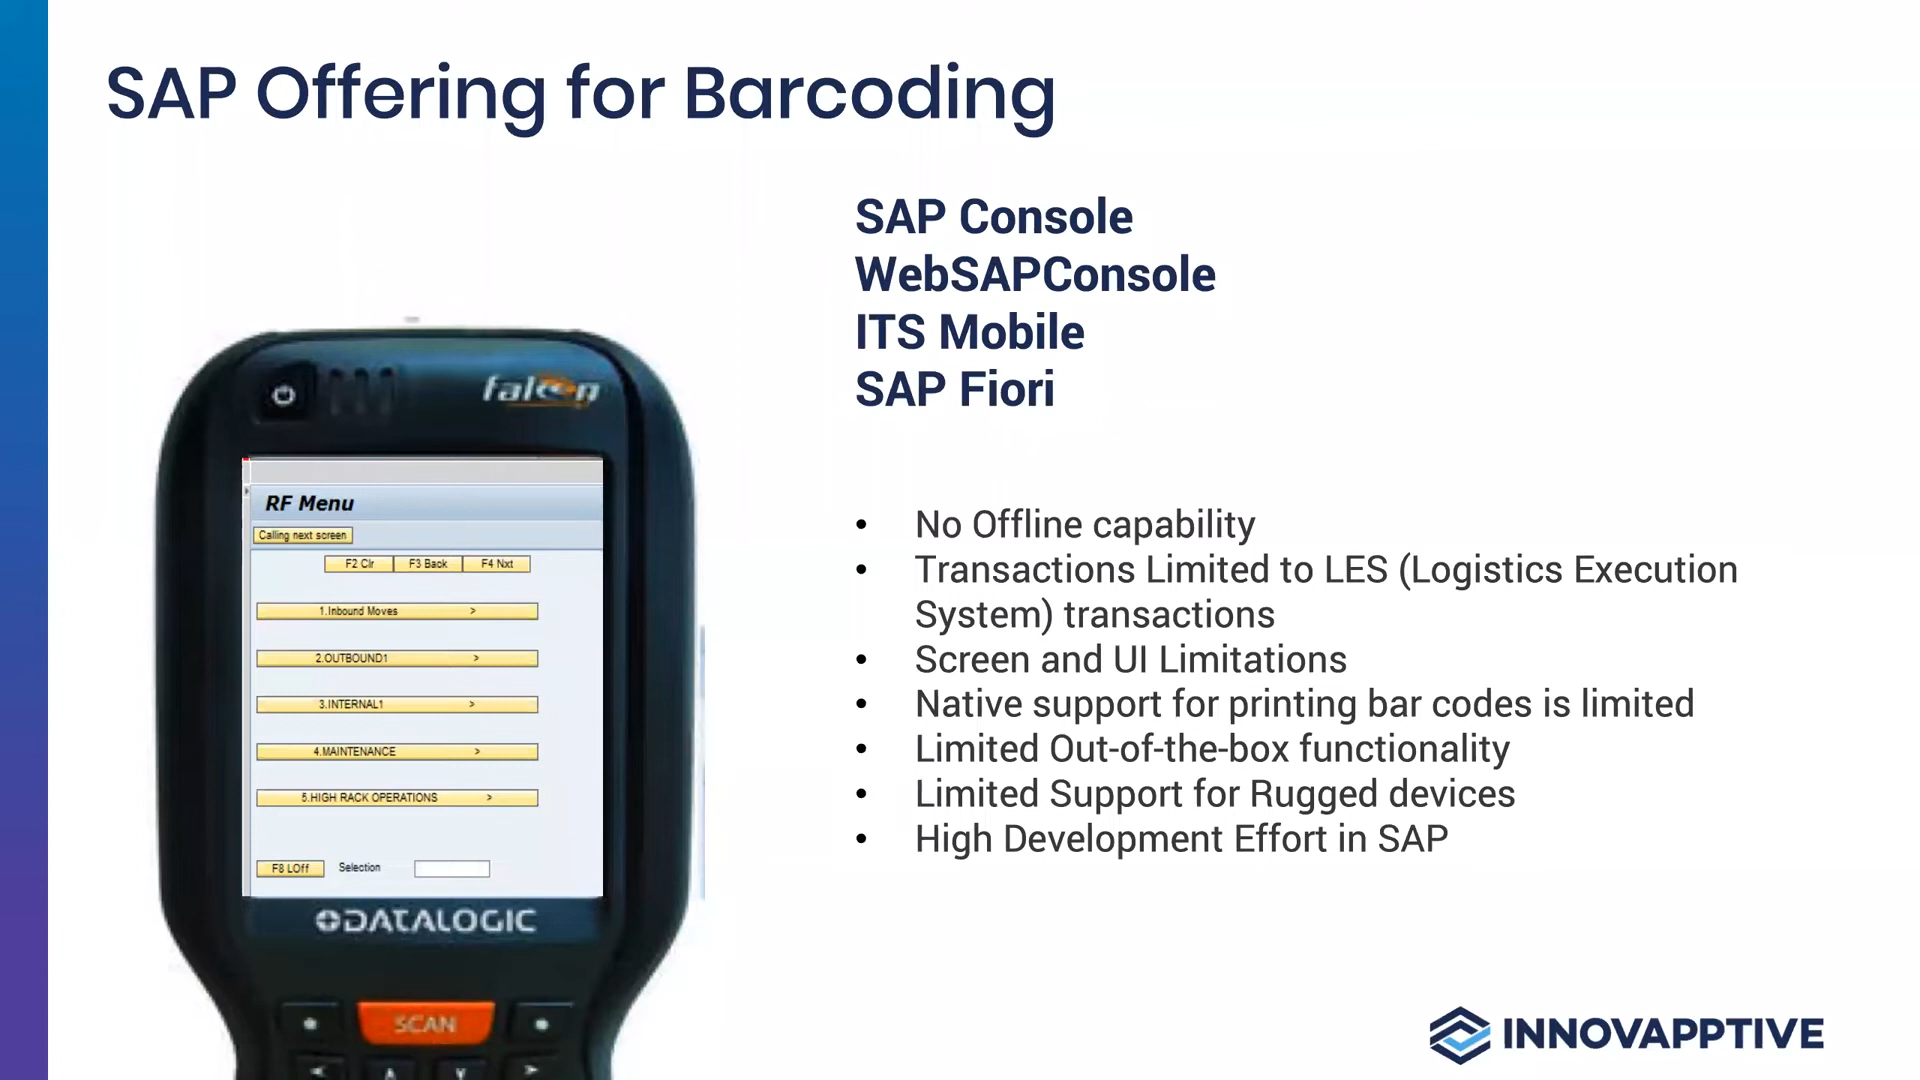 SAP Offering for Barcoding
SAP Console
WebSAPConsole
ITS Mobile
SAP Fiori
• No Offline capability
• Transactions Limited to LES (Logistics Execution
System) transactions
• Screen and UI Limitations
• Native support for printing bar codes is limited
• Limited Out-of-the-box functionality
• Limited Support for Rugged devices
• High Development Effort in SAP
falcon
RF Menu
Calling next screen
F2 Clr F3 Back F4 Nxt
1.Inbound Moves >
2.OUTBOUND1 >
3.INTERNAL1 >
4.MAINTENANCE >
5.HIGH RACK OPERATIONS >
F8 LOff Selection
DATALOGIC
SCAN
INNOVAPPTIVE